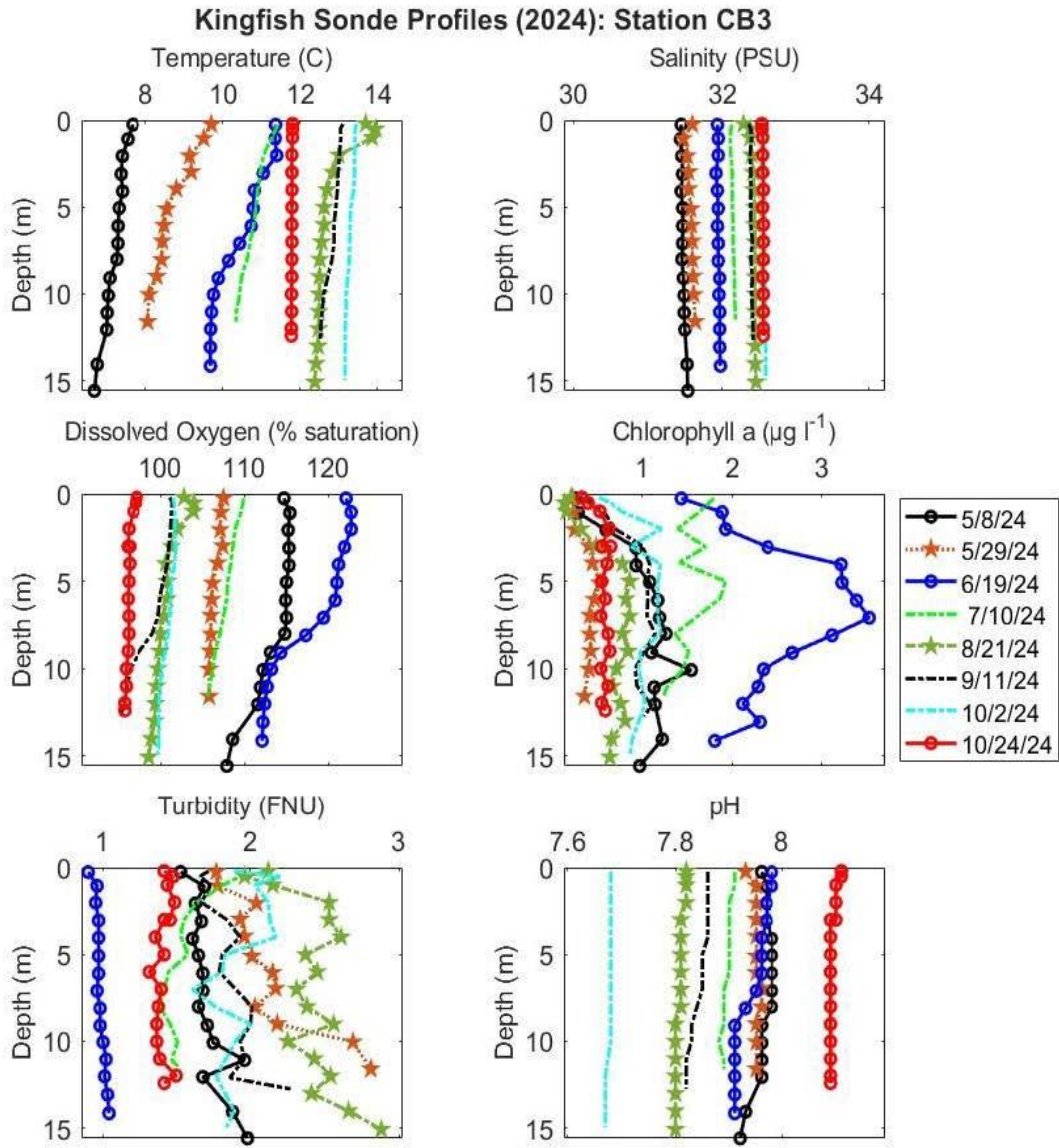 Kingfish Sonde Profiles (2024): Station CB3
Temperature (C)
8 10 12 14
0
5
10
15
Depth (m)
Salinity (PSU)
30 32 34
0
5
10
15
Depth (m)
Dissolved Oxygen (% saturation)
100 110 120
0
5
10
15
Depth (m)
Chlorophyll a (µg l⁻¹)
1 2 3
0
5
10
15
Depth (m)
5/8/24
5/29/24
6/19/24
7/10/24
8/21/24
9/11/24
10/2/24
10/24/24
Turbidity (FNU)
1 2 3
0
5
10
15
Depth (m)
pH
7.6 7.8 8
0
5
10
15
Depth (m)